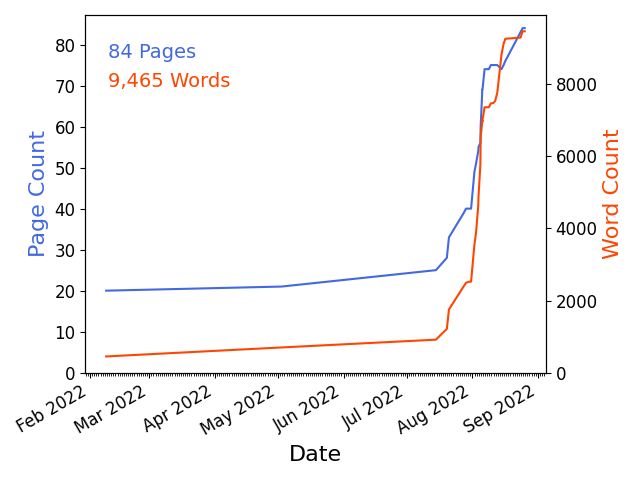 84 Pages
9,465 Words
Page Count
Word Count
80
70
60
50
40
30
20
10
0
8000
6000
4000
2000
0
Feb 2022
Mar 2022
Apr 2022
May 2022
Jun 2022
Jul 2022
Aug 2022
Sep 2022
Date